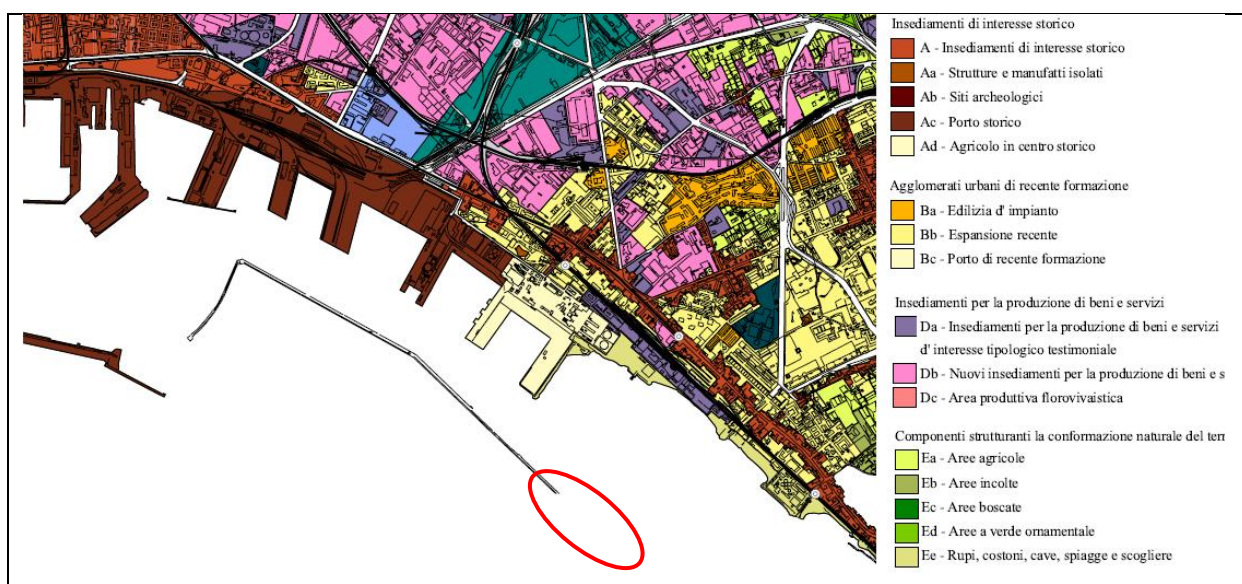 Insediamenti di interesse storico
A - Insediamenti di interesse storico
Aa - Strutture e manufatti isolati
Ab - Siti archeologici
Ac - Porto storico
Ad - Agricolo in centro storico
Agglomerati urbani di recente formazione
Ba - Edilizia d' impianto
Bb - Espansione recente
Bc - Porto di recente formazione
Insediamenti per la produzione di beni e servizi
Da - Insediamenti per la produzione di beni e servizi
d' interesse tipologico testimoniale
Db - Nuovi insediamenti per la produzione di beni e s
Dc - Area produttiva florovivaistica
Componenti strutturanti la conformazione naturale del terr
Ea - Aree agricole
Eb - Aree incolte
Ec - Aree boscate
Ed - Aree a verde ornamentale
Ee - Rupi, costoni, cave, spiagge e scogliere